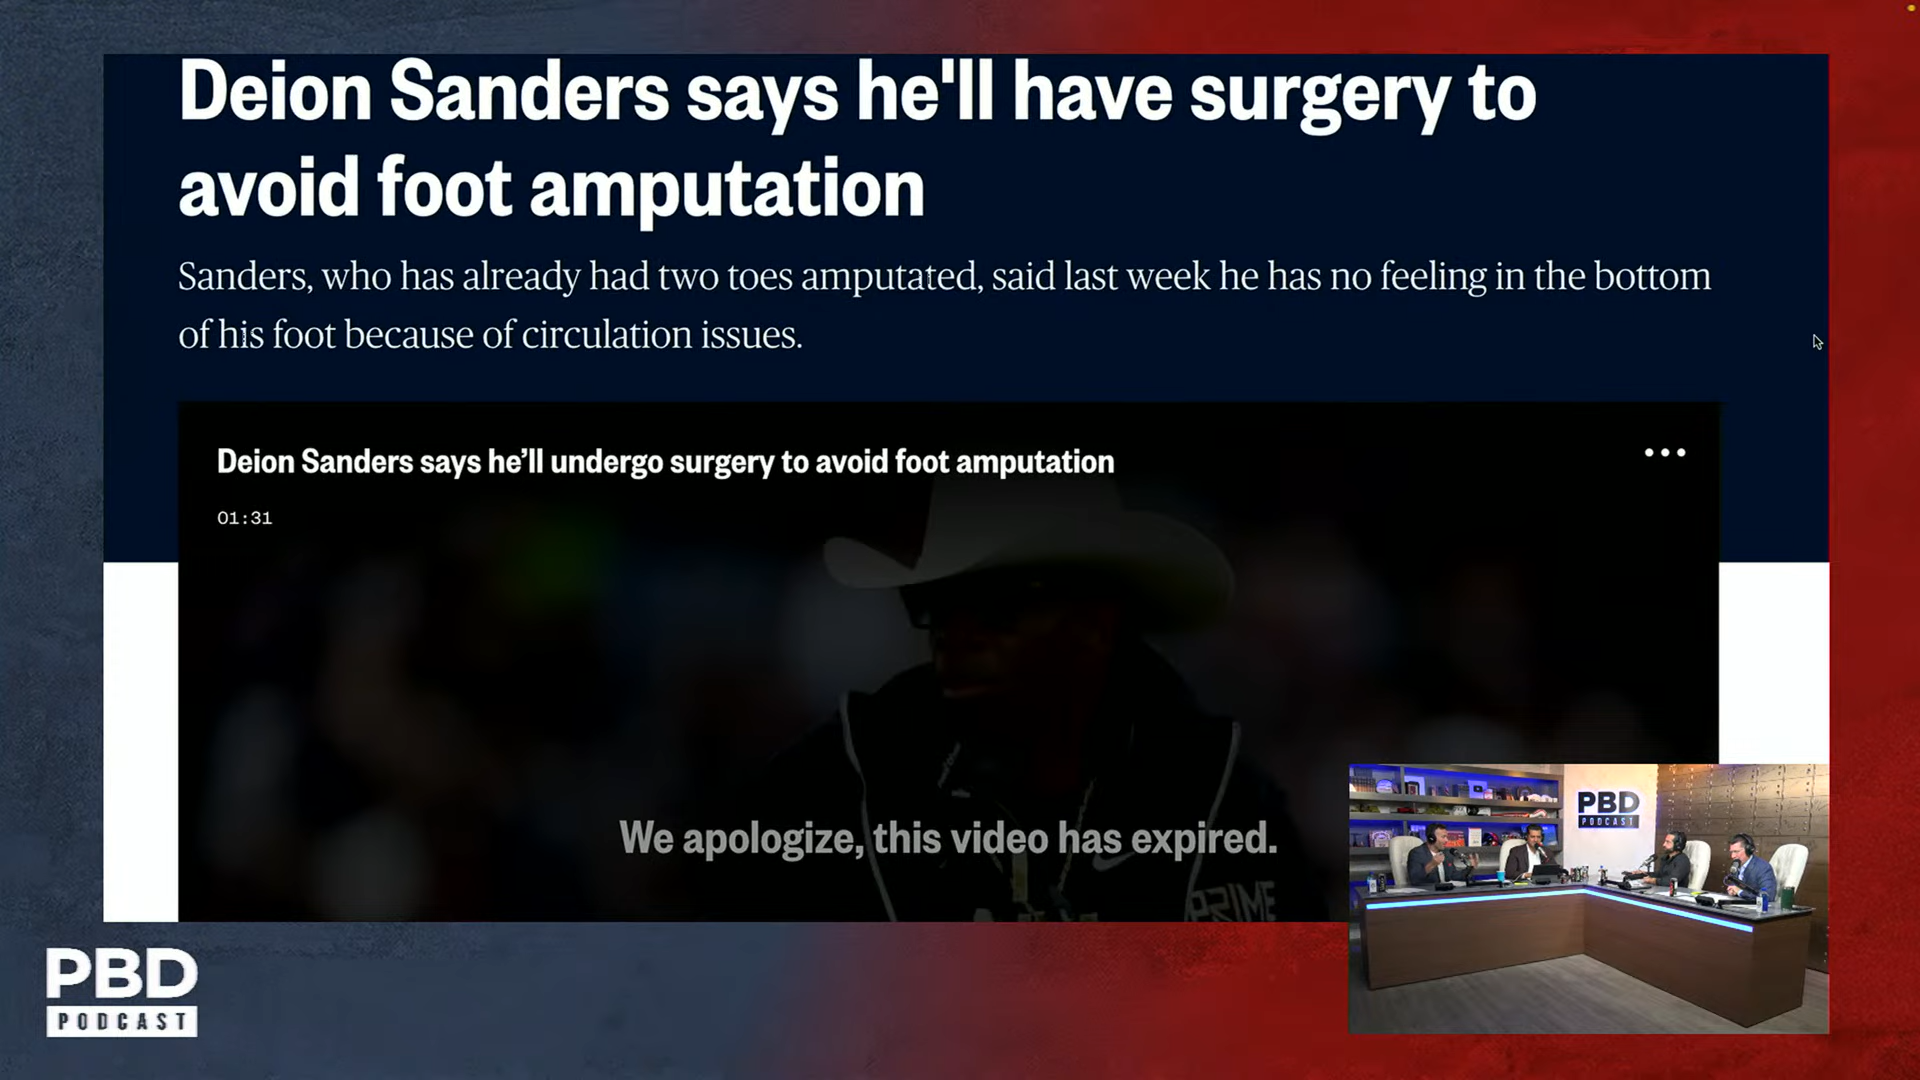 Deion Sanders says he'll have surgery to
avoid foot amputation
Sanders, who has already had two toes amputated, said last week he has no feeling in the bottom
of his foot because of circulation issues.
Deion Sanders says he’ll undergo surgery to avoid foot amputation
01:31
We apologize, this video has expired.
PRIME
PBD
PODCAST
PBD
PODCAST